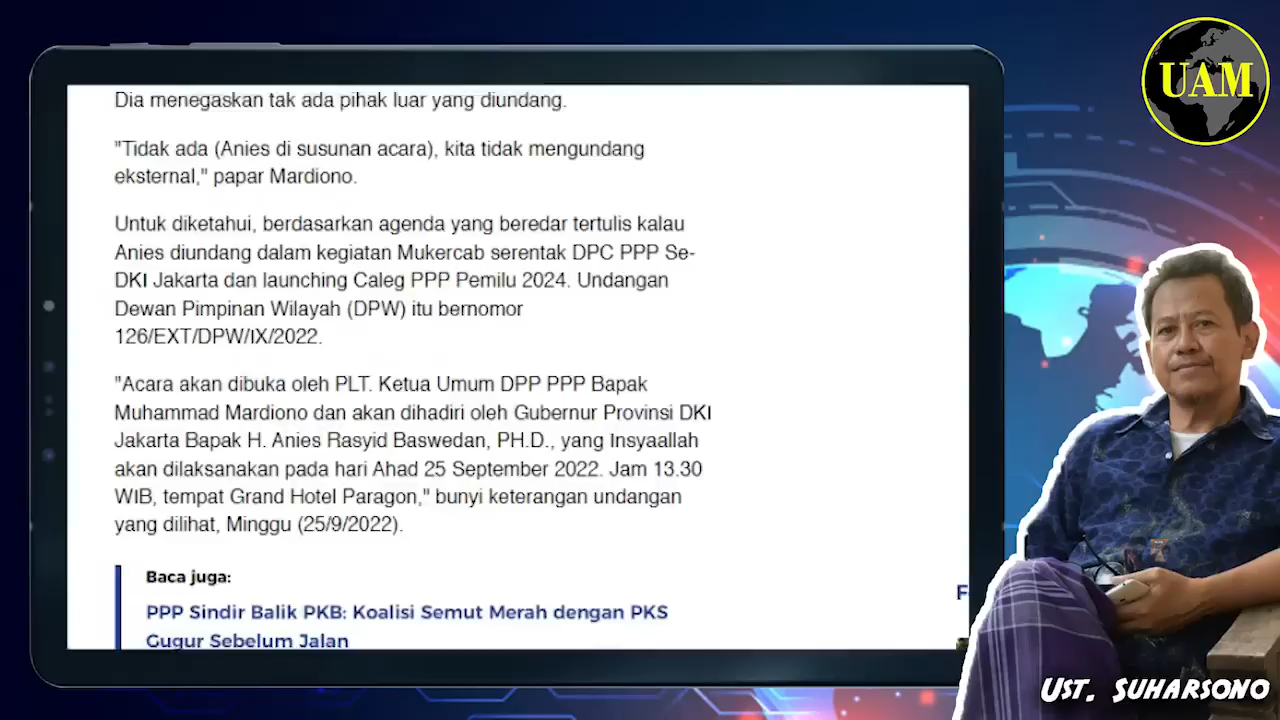 UAM
Dia menegaskan tak ada pihak luar yang diundang.
"Tidak ada (Anies di susunan acara), kita tidak mengundang
eksternal," papar Mardiono.
Untuk diketahui, berdasarkan agenda yang beredar tertulis kalau
Anies diundang dalam kegiatan Mukercab serentak DPC PPP Se-
DKI Jakarta dan launching Caleg PPP Pemilu 2024. Undangan
Dewan Pimpinan Wilayah (DPW) itu bernomor
126/EXT/DPW/IX/2022.
"Acara akan dibuka oleh PLT. Ketua Umum DPP PPP Bapak
Muhammad Mardiono dan akan dihadiri oleh Gubernur Provinsi DKI
Jakarta Bapak H. Anies Rasyid Baswedan, PH.D., yang Insyaallah
akan dilaksanakan pada hari Ahad 25 September 2022. Jam 13.30
WIB, tempat Grand Hotel Paragon," bunyi keterangan undangan
yang dilihat, Minggu (25/9/2022).
Baca juga:
PPP Sindir Balik PKB: Koalisi Semut Merah dengan PKS
Gugur Sebelum Jalan
UST. SUHARSONO